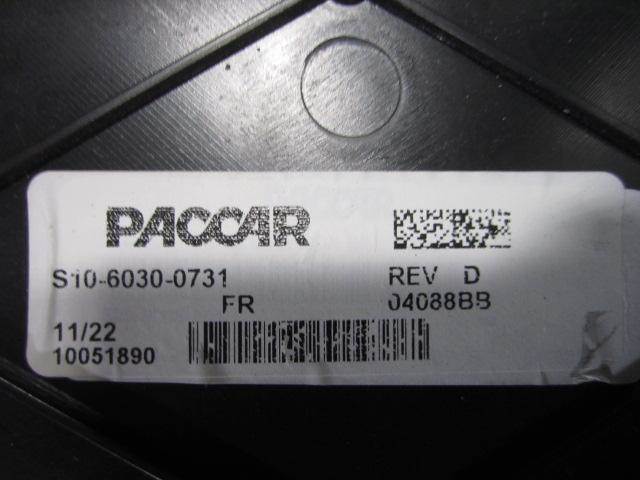 PACCAR
S10-6030-0731 REV D
FR 04088BB
11/22
10051890